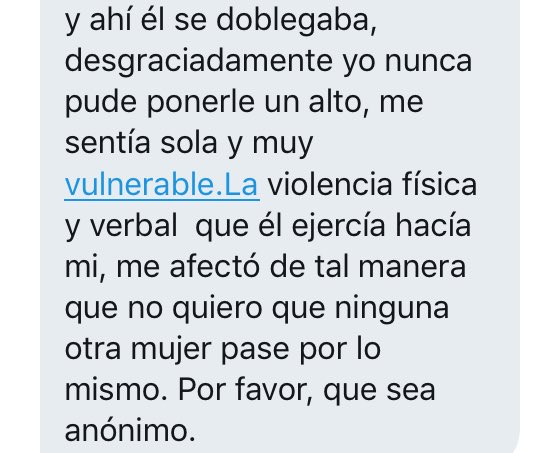 y ahí él se doblegaba,
desgraciadamente yo nunca
pude ponerle un alto, me
sentía sola y muy
vulnerable.La violencia física
y verbal  que él ejercía hacía
mi, me afectó de tal manera
que no quiero que ninguna
otra mujer pase por lo
mismo. Por favor, que sea
anónimo.